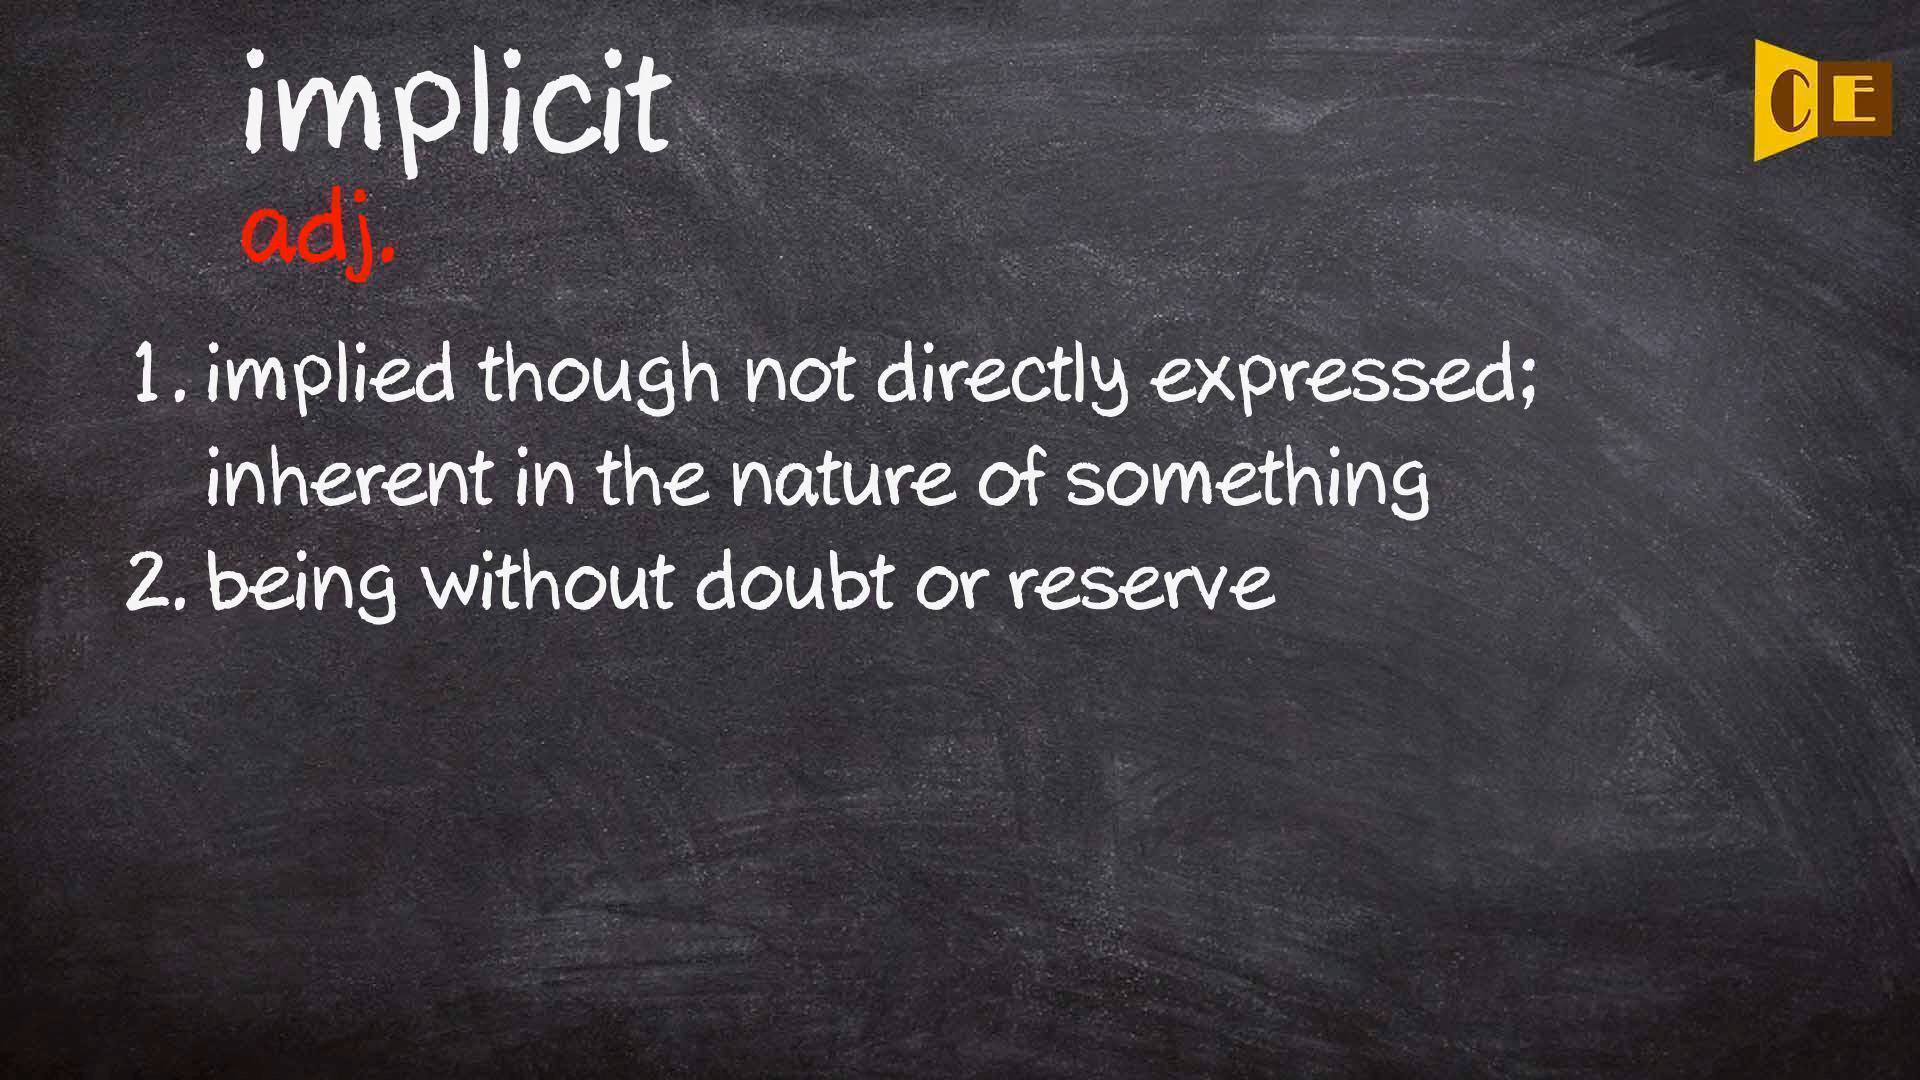 implicit
CE
adj.
1. implied though not directly expressed;
inherent in the nature of something
2. being without doubt or reserve